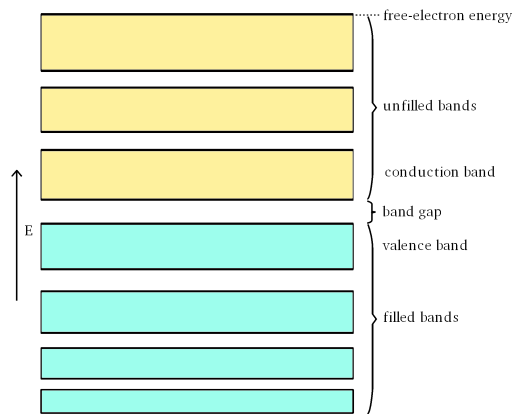 free-electron energy
unfilled bands
conduction band
band gap
E
valence band
filled bands